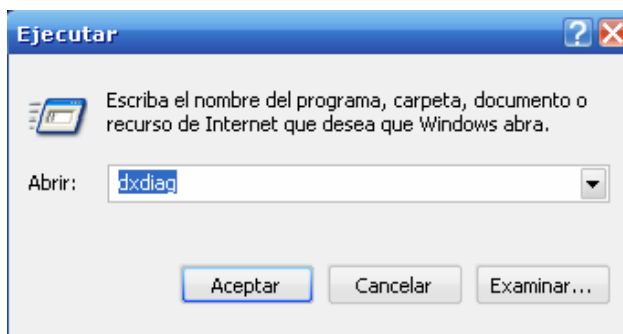 Ejecutar
Escriba el nombre del programa, carpeta, documento o
recurso de Internet que desea que Windows abra.
Abrir: dxdiag
Aceptar Cancelar Examinar...